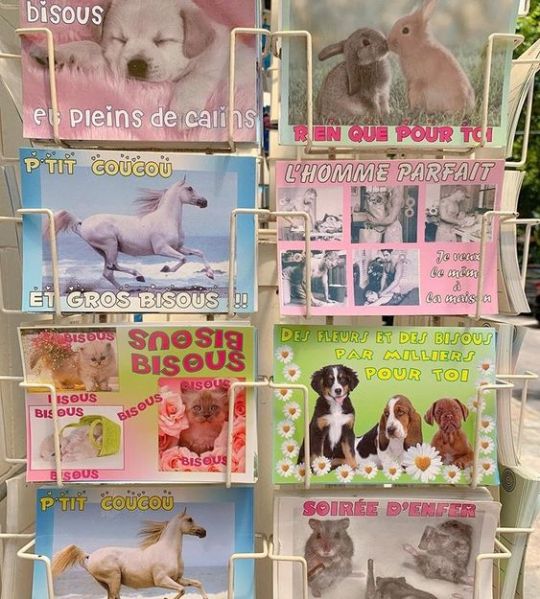 BISOUS
et PLeiNS de caLiNS
RIEN QUE POUR TOI
P'TIT COUCOU
ET GROS BISOUS !!!
L'HOMME PARFAIT
Je veux
le même
à
la maison
BISOUS
BISOUS
BISOUS
BISOUS
BISOUS
BISOUS
BISOUS
BISOUS
BISOUS
DES FLEURS ET DES BISOUS
PAR MILLIERS
POUR TOI
P'TIT COUCOU
SOIRÉE D'ENFER